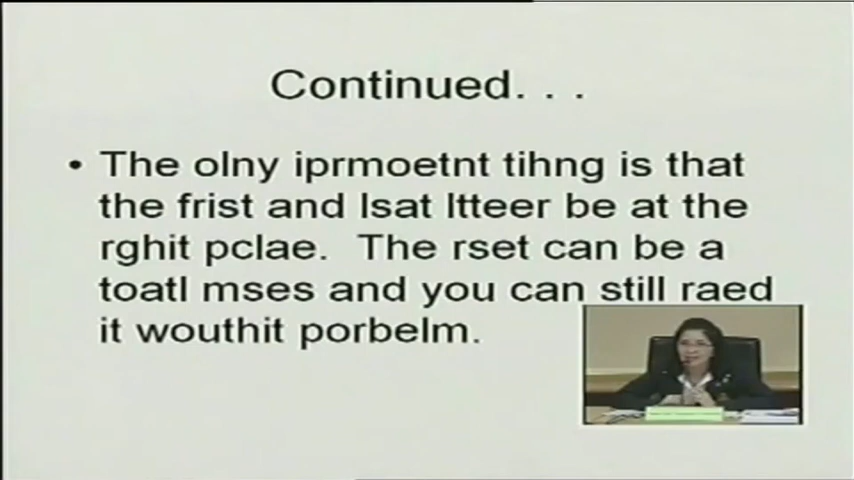 Continued. . .
• The olny iprmoetnt tihng is that
the frist and lsat ltteer be at the
rghit pclae.  The rset can be a
toatl mses and you can still raed
it wouthit porbelm.